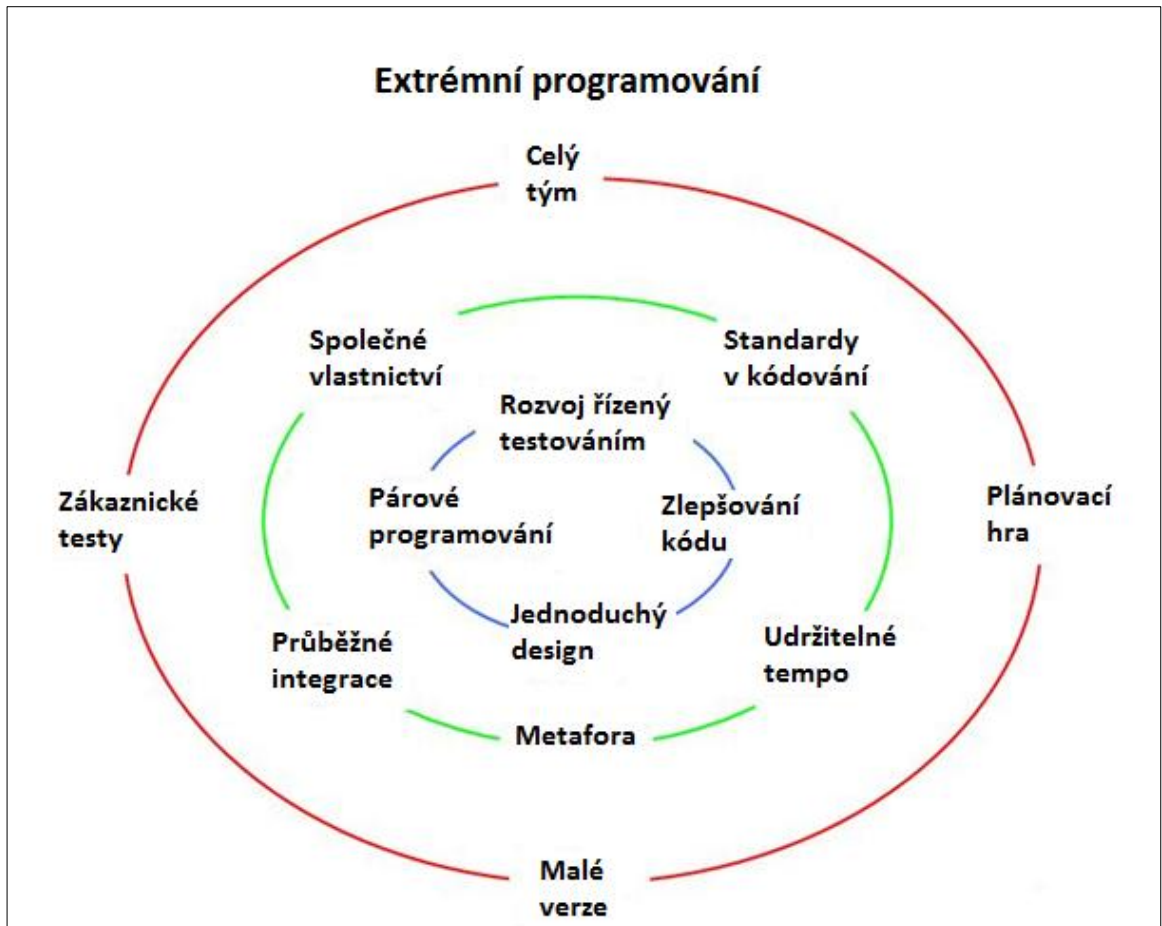 Extrémní programování
Celý
tým
Společné
vlastnictví
Standardy
v kódování
Rozvoj řízený
testováním
Zákaznické
testy
Párové
programování
Zlepšování
kódu
Plánovací
hra
Jednoduchý
design
Průběžné
integrace
Udržitelné
tempo
Metafora
Malé
verze